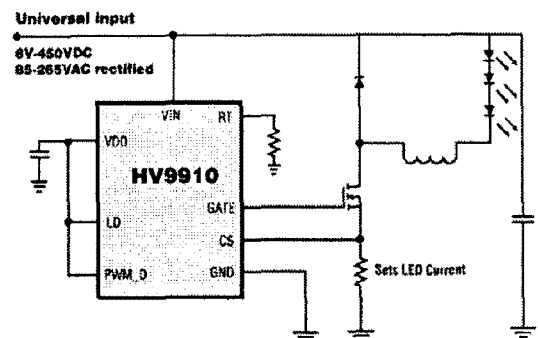 Universal Input
8V-450VDC
85-265VAC rectified
VIN
RT
VDD
HV9910
GATE
LD
CS
PWM_D
GND
Sets LED Current